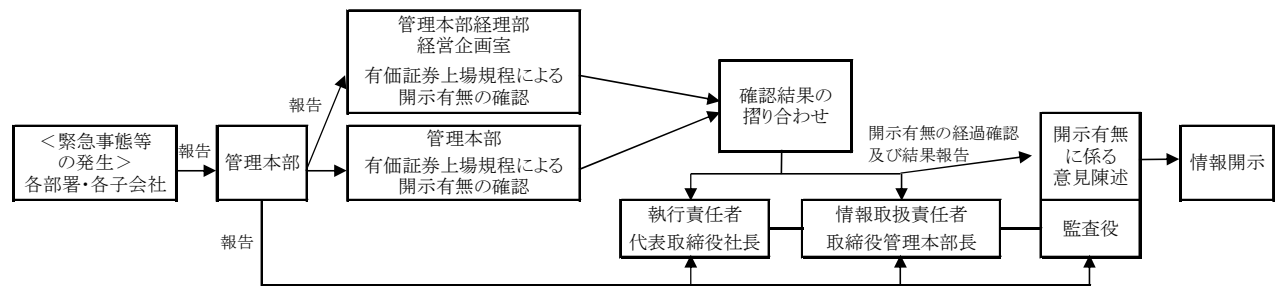 <緊急事態等
の発生>
各部署・各子会社
報告
管理本部
報告
管理本部経理部
経営企画室
有価証券上場規程による
開示有無の確認
管理本部
有価証券上場規程による
開示有無の確認
確認結果の
摺り合わせ
開示有無の経過確認
及び結果報告
開示有無
に係る
意見陳述
監査役
情報開示
執行責任者
代表取締役社長
情報取扱責任者
取締役管理本部長
報告